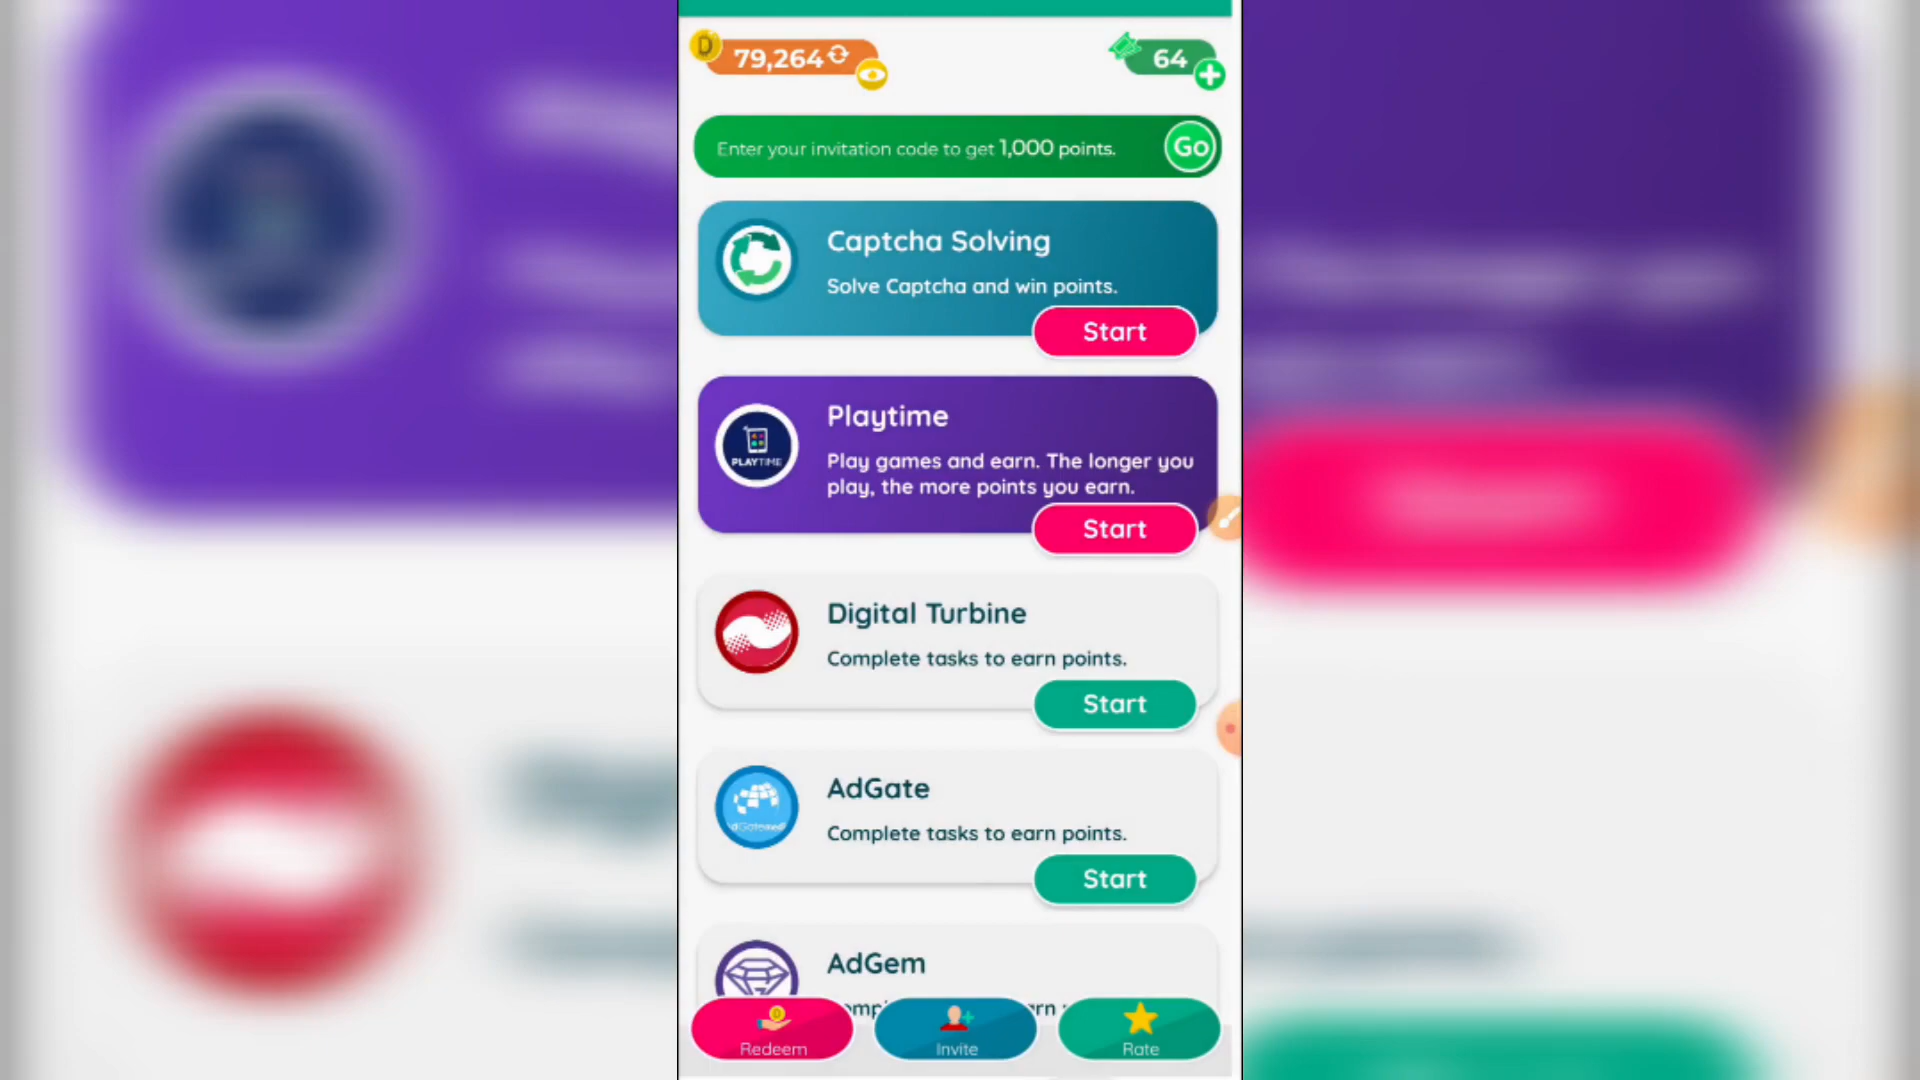 79,264
64
Enter your invitation code to get 1,000 points.
Go
Captcha Solving
Solve Captcha and win points.
Start
Playtime
PLAYTIME
Play games and earn. The longer you
play, the more points you earn.
Start
Digital Turbine
Complete tasks to earn points.
Start
AdGate
Complete tasks to earn points.
Start
AdGem
Redeem
Invite
Rate